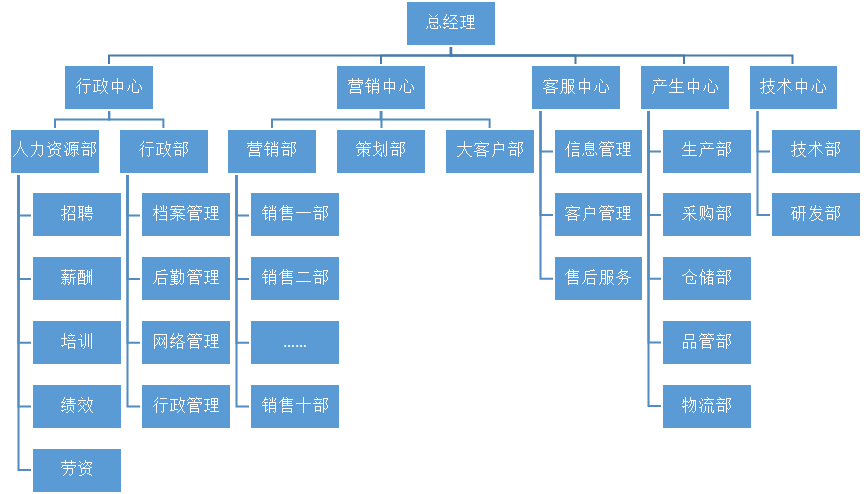 总经理
行政中心
营销中心
客服中心
产生中心
技术中心
人力资源部
行政部
营销部
策划部
大客户部
信息管理
生产部
技术部
招聘
档案管理
销售一部
客户管理
采购部
研发部
薪酬
后勤管理
销售二部
售后服务
仓储部
培训
网络管理
......
品管部
绩效
行政管理
销售十部
物流部
劳资